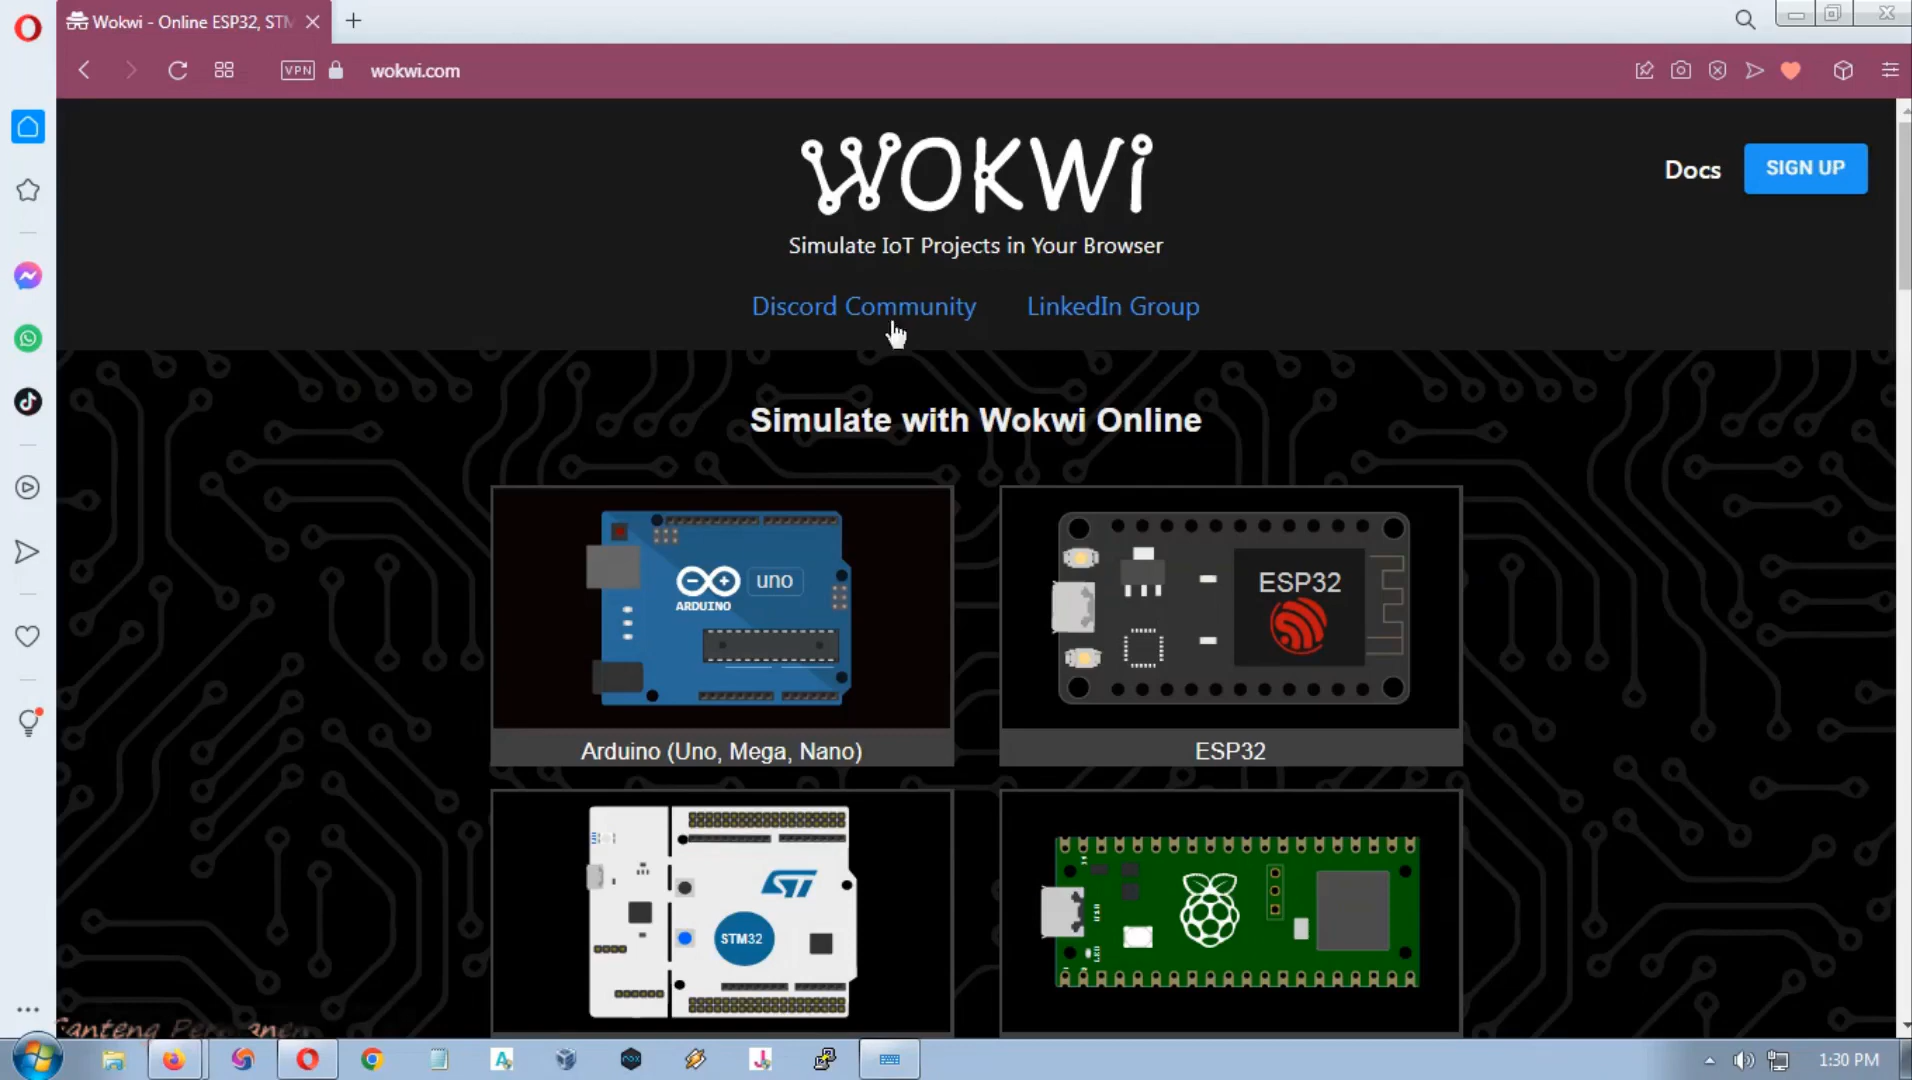 Wokwi - Online ESP32, STM
VPN
wokwi.com
WOKWi
Docs
SIGN UP
Simulate IoT Projects in Your Browser
Discord Community
LinkedIn Group
Simulate with Wokwi Online
uno
ARDUINO
ESP32
Arduino (Uno, Mega, Nano)
ESP32
ST
STM32
1:30 PM